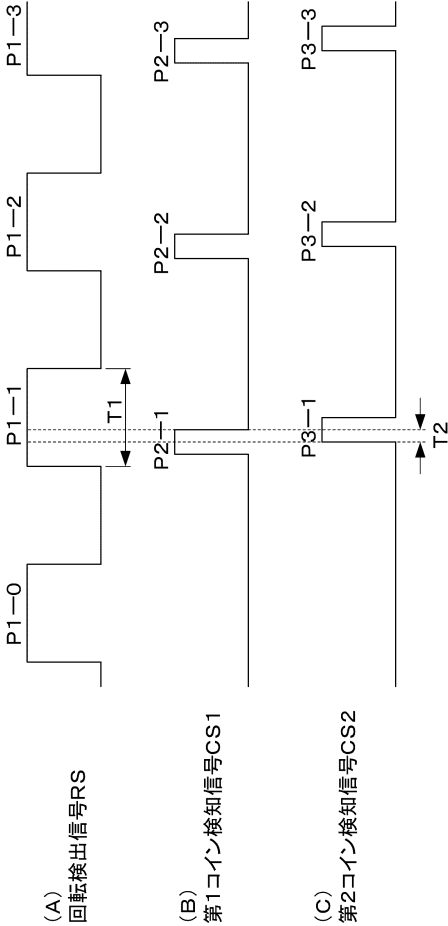 (A)
回転検出信号RS
P1—0
P1—1
P1—2
P1—3
T1
(B)
第1コイン検知信号CS1
P2—1
P2—2
P2—3
(C)
第2コイン検知信号CS2
P3—1
P3—2
P3—3
T2